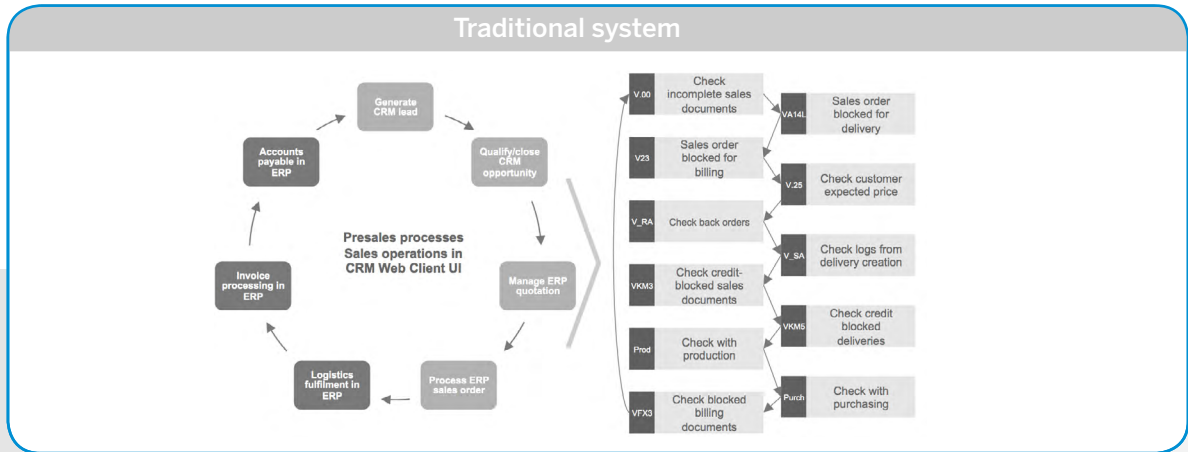 Traditional system
Generate
CRM lead
Qualify/close
CRM
opportunity
Manage ERP
quotation
Process ERP
sales order
Logistics
fulfilment in
ERP
Invoice
processing in
ERP
Accounts
payable in
ERP
Presales processes
Sales operations in
CRM Web Client UI
V.00
Check
incomplete sales
documents
VA14L
Sales order
blocked for
delivery
V23
Sales order
blocked for
billing
V.25
Check customer
expected price
V_RA
Check back orders
V_SA
Check logs from
delivery creation
VKM3
Check credit-
blocked sales
documents
VKM5
Check credit
blocked
deliveries
Prod
Check with
production
Purch
Check with
purchasing
VFX3
Check blocked
billing
documents